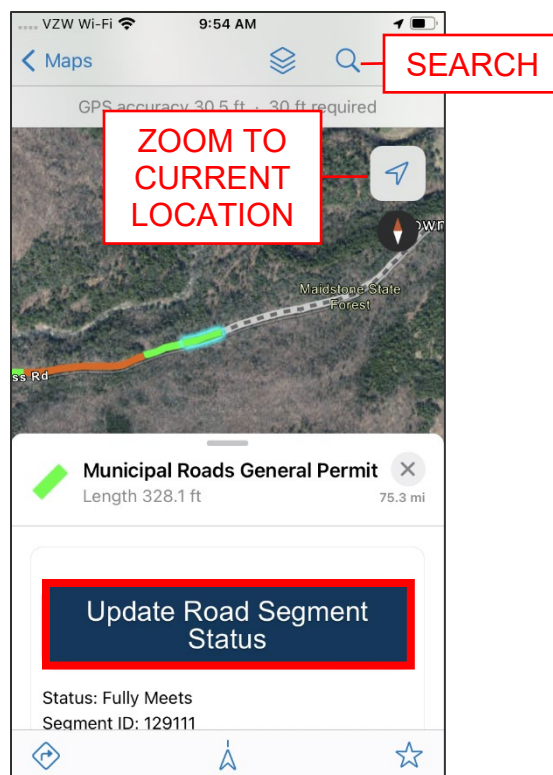 VZW Wi-Fi 9:54 AM
Maps
SEARCH
GPS accuracy 30.5 ft · 30 ft required
ZOOM TO
CURRENT
LOCATION
Maidstone State
Forest
ss Rd
Municipal Roads General Permit
Length 328.1 ft 75.3 mi
Update Road Segment
Status
Status: Fully Meets
Segment ID: 129111